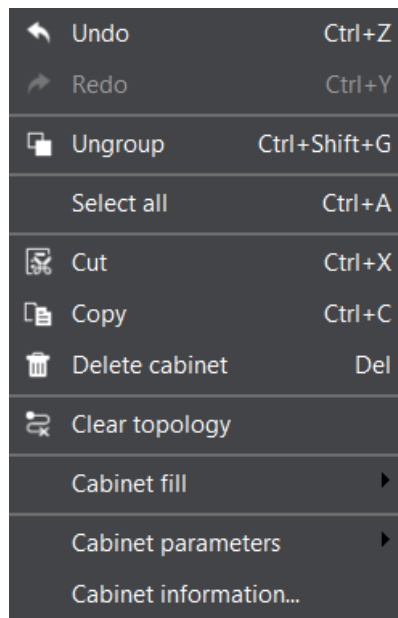 Undo Ctrl+Z
Redo Ctrl+Y
Ungroup Ctrl+Shift+G
Select all Ctrl+A
Cut Ctrl+X
Copy Ctrl+C
Delete cabinet Del
Clear topology
Cabinet fill
Cabinet parameters
Cabinet information...